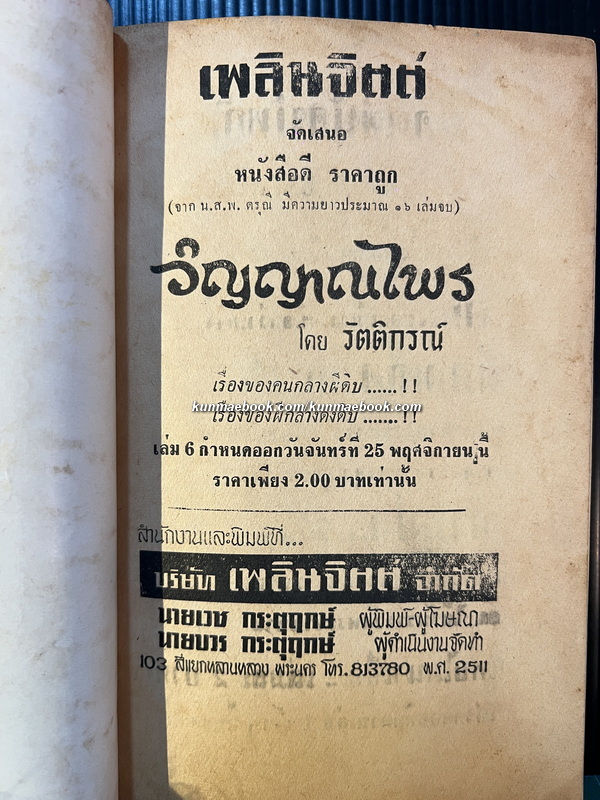 เพลินจิตต์
จัดเสนอ
หนังสือดี ราคาถูก
(จาก น.ส.พ. ดรุณี มีความยาวประมาณ ๑๖ เล่มจบ)
วิญญาณไพร
โดย รัตติกรณ์
เรื่องของคนกลางผีดิบ ......!!
kunmaebook.com/kunmaebook.com
เรื่องของผีกลางดงดิบ .......!!
เล่ม 6 กำหนดออกวันจันทร์ที่ 25 พฤศจิกายนนี้
ราคาเพียง 2.00 บาทเท่านั้น
สำนักงานและพิมพ์ที่...
บริษัท เพลินจิตต์ จำกัด
นายเวช กระตุฤกษ์ ผู้พิมพ์-ผู้โฆษณา
นายบวร กระตุฤกษ์ ผู้ดำเนินงานจัดทำ
103 สี่แยกหลานหลวง พระนคร โทร. 813780 พ.ศ. 2511